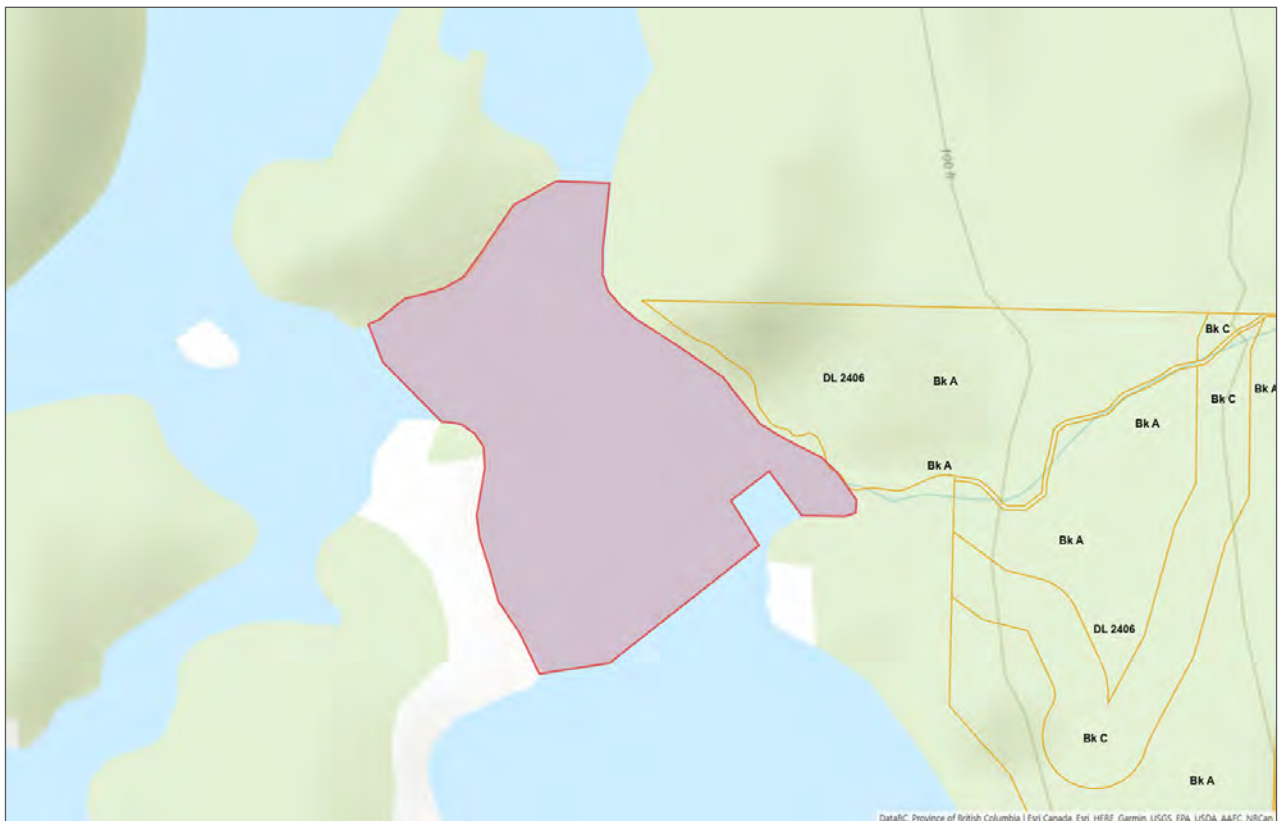 100 ft
Bk C
DL 2406
Bk A
Bk A
Bk C
Bk A
Bk A
Bk A
DL 2406
Bk C
Bk A
DataBC, Province of British Columbia | Esri Canada, Esri, HERE, Garmin, USGS, EPA, USDA, AAFC, NRCan